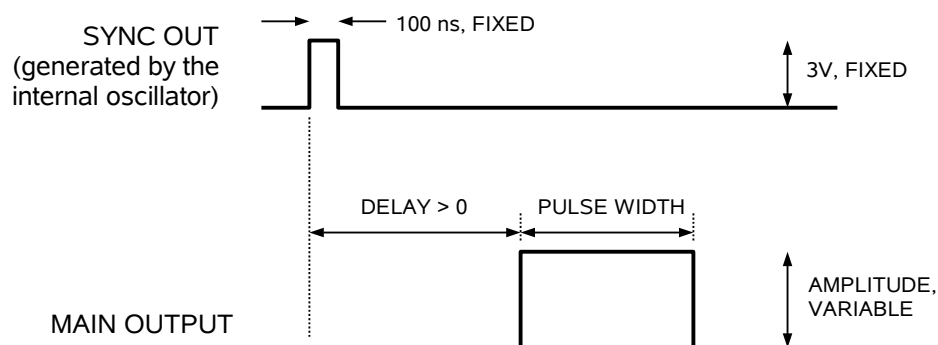 100 ns, FIXED
SYNC OUT
(generated by the
internal oscillator)
3V, FIXED
DELAY > 0
PULSE WIDTH
AMPLITUDE,
VARIABLE
MAIN OUTPUT